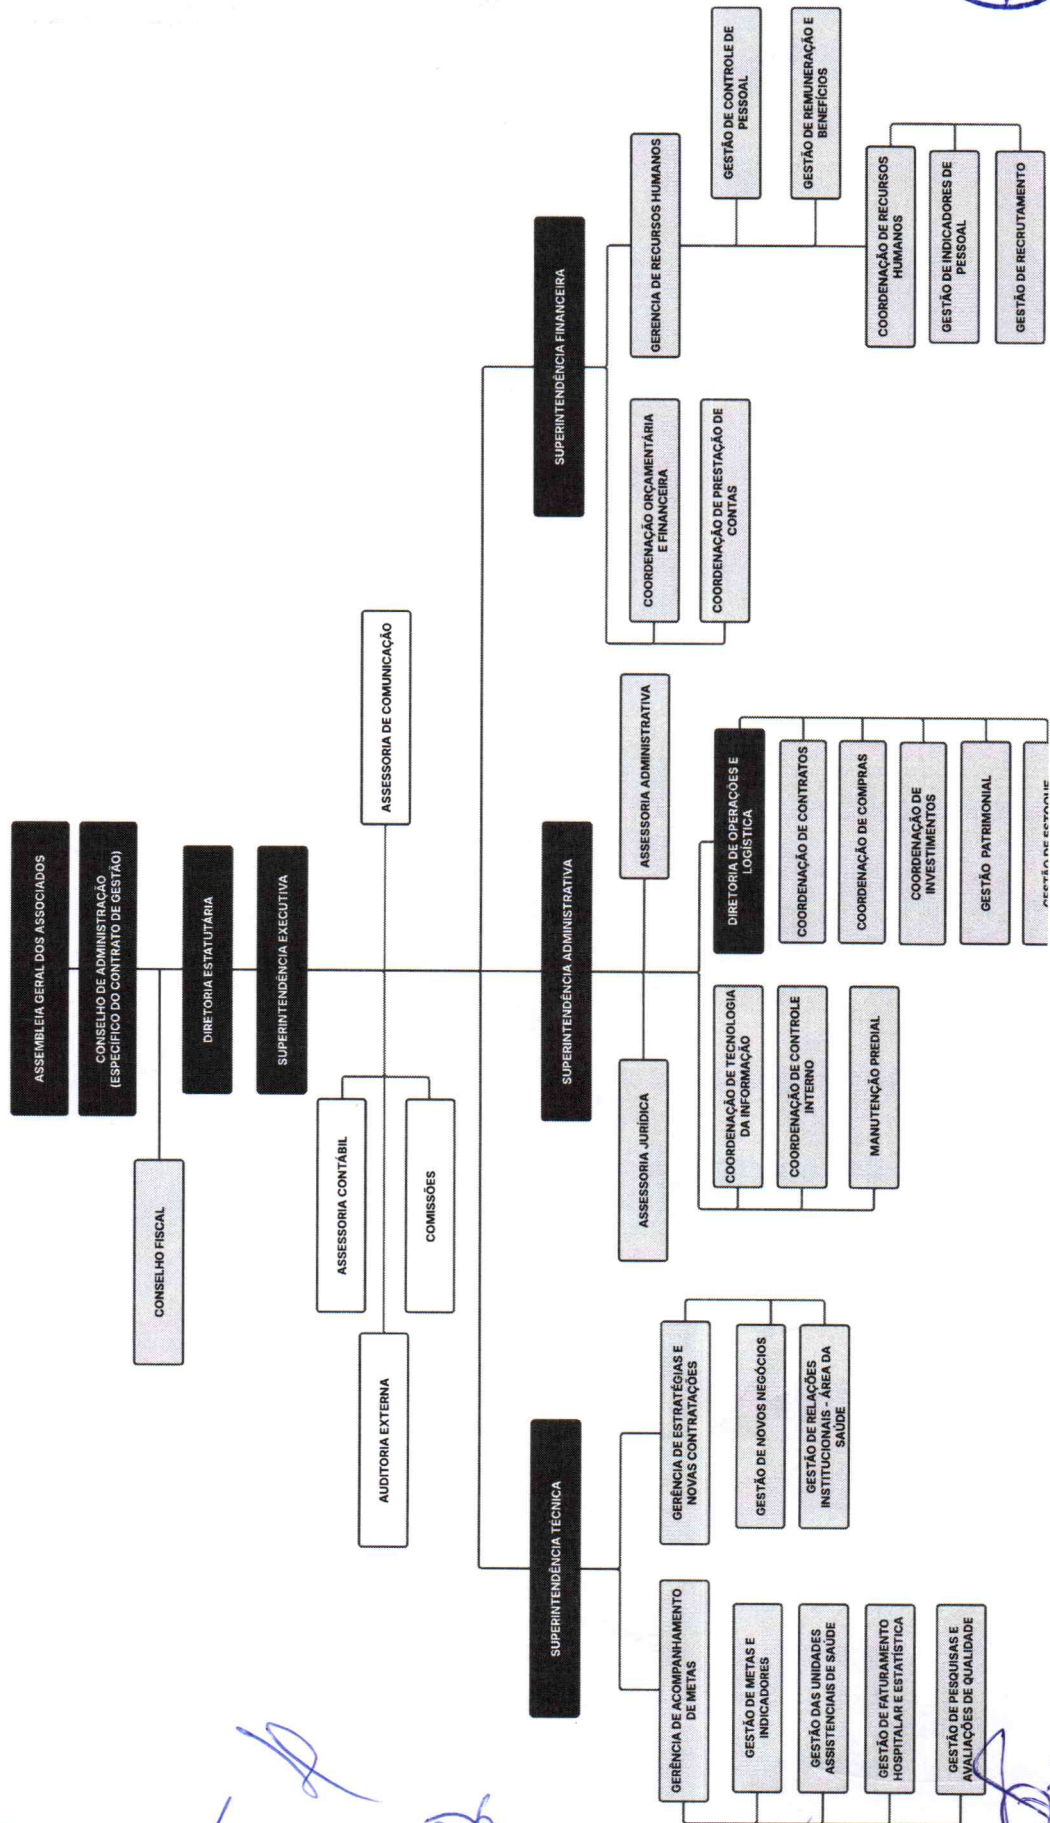 ASSEMBLEIA GERAL DOS ASSOCIADOS
CONSELHO DE ADMINISTRAÇÃO
(ESPECÍFICO DO CONTRATO DE GESTÃO)
CONSELHO FISCAL
DIRETORIA ESTATUTÁRIA
SUPERINTENDÊNCIA EXECUTIVA
ASSESSORIA CONTÁBIL
AUDITORIA EXTERNA
ASSESSORIA DE COMUNICAÇÃO
COMISSÕES
SUPERINTENDÊNCIA TÉCNICA
GERÊNCIA DE ACOMPANHAMENTO
DE METAS
GESTÃO DE METAS E
INDICADORES
GESTÃO DAS UNIDADES
ASSISTENCIAIS DE SAÚDE
GESTÃO DE FATURAMENTO
HOSPITALAR E ESTATÍSTICA
GESTÃO DE PESQUISAS E
AVALIAÇÕES DE QUALIDADE
GERÊNCIA DE ESTRATÉGIAS E
NOVAS CONTRATAÇÕES
GESTÃO DE NOVOS NEGÓCIOS
GESTÃO DE RELAÇÕES
INSTITUCIONAIS - ÁREA DA
SAÚDE
SUPERINTENDÊNCIA ADMINISTRATIVA
ASSESSORIA JURÍDICA
ASSESSORIA ADMINISTRATIVA
COORDENAÇÃO DE TECNOLOGIA
DA INFORMAÇÃO
COORDENAÇÃO DE CONTROLE
INTERNO
MANUTENÇÃO PREDIAL
DIRETORIA DE OPERAÇÕES E
LOGÍSTICA
COORDENAÇÃO DE CONTRATOS
COORDENAÇÃO DE COMPRAS
COORDENAÇÃO DE
INVESTIMENTOS
GESTÃO PATRIMONIAL
GESTÃO DE ESTOQUE
SUPERINTENDÊNCIA FINANCEIRA
COORDENAÇÃO ORÇAMENTÁRIA
E FINANCEIRA
COORDENAÇÃO DE PRESTAÇÃO DE
CONTAS
GERENCIA DE RECURSOS HUMANOS
GESTÃO DE CONTROLE DE
PESSOAL
GESTÃO DE REMUNERAÇÃO E
BENEFÍCIOS
COORDENAÇÃO DE RECURSOS
HUMANOS
GESTÃO DE INDICADORES DE
PESSOAL
GESTÃO DE RECRUTAMENTO